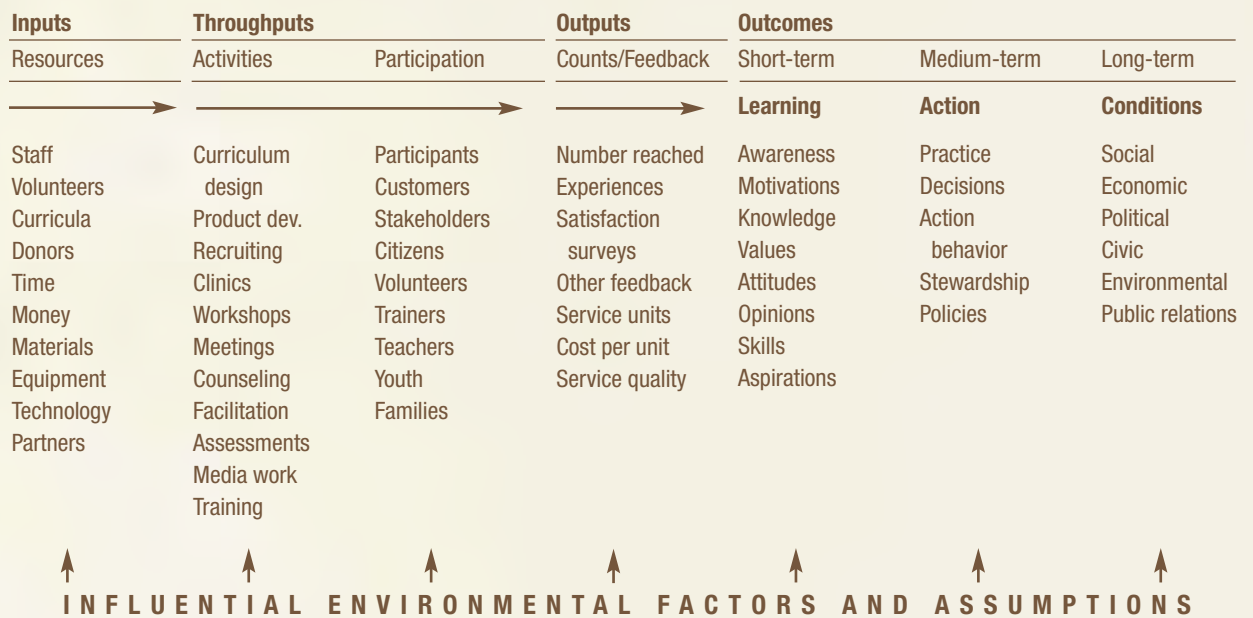 Inputs
Throughputs
Outputs
Outcomes
Resources
Activities
Participation
Counts/Feedback
Short-term
Medium-term
Long-term
Learning
Action
Conditions
Staff
Volunteers
Curricula
Donors
Time
Money
Materials
Equipment
Technology
Partners
Curriculum
design
Product dev.
Recruiting
Clinics
Workshops
Meetings
Counseling
Facilitation
Assessments
Media work
Training
Participants
Customers
Stakeholders
Citizens
Volunteers
Trainers
Teachers
Youth
Families
Number reached
Experiences
Satisfaction
surveys
Other feedback
Service units
Cost per unit
Service quality
Awareness
Motivations
Knowledge
Values
Attitudes
Opinions
Skills
Aspirations
Practice
Decisions
Action
behavior
Stewardship
Policies
Social
Economic
Political
Civic
Environmental
Public relations
INFLUENTIAL ENVIRONMENTAL FACTORS AND ASSUMPTIONS